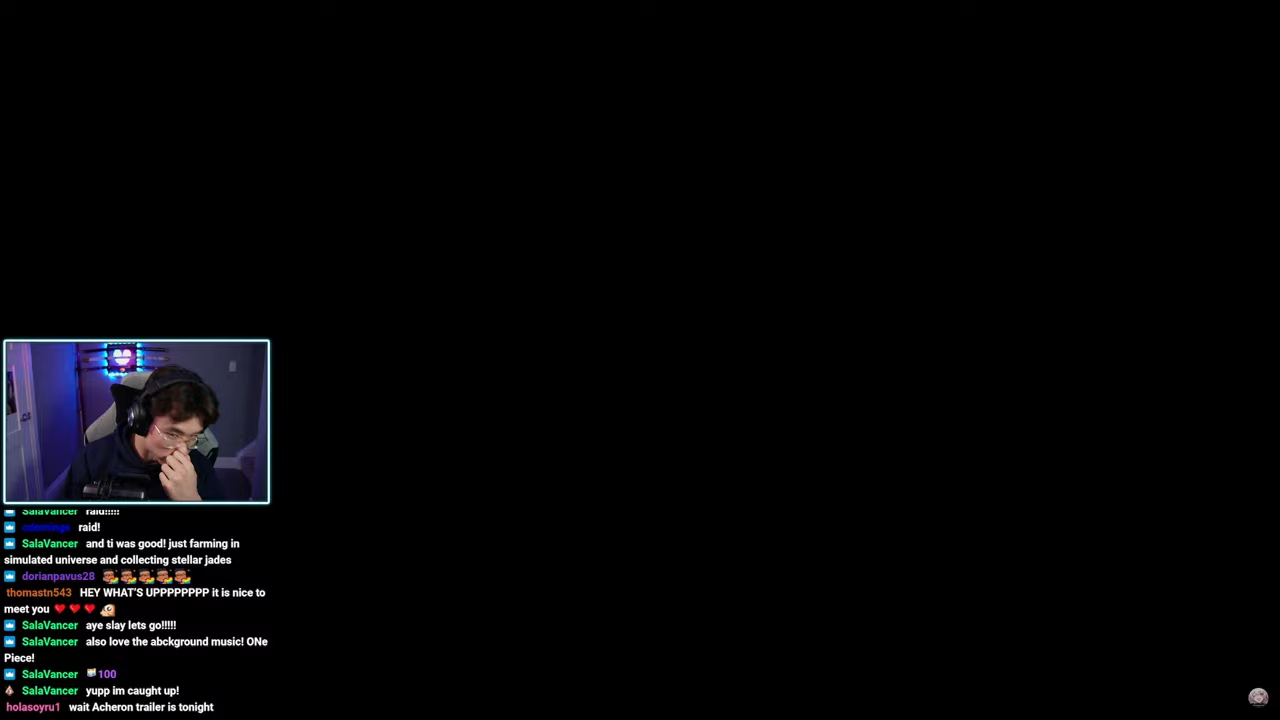 SalaVancer raid!!!!!
cdemings raid!
SalaVancer and ti was good! just farming in
simulated universe and collecting stellar jades
dorianpavus28
thomastn543 HEY WHAT'S UPPPPPPPP it is nice to
meet you
SalaVancer aye slay lets go!!!!!
SalaVancer also love the abckground music! ONe
Piece!
SalaVancer 100
SalaVancer yupp im caught up!
holasoyru1 wait Acheron trailer is tonight